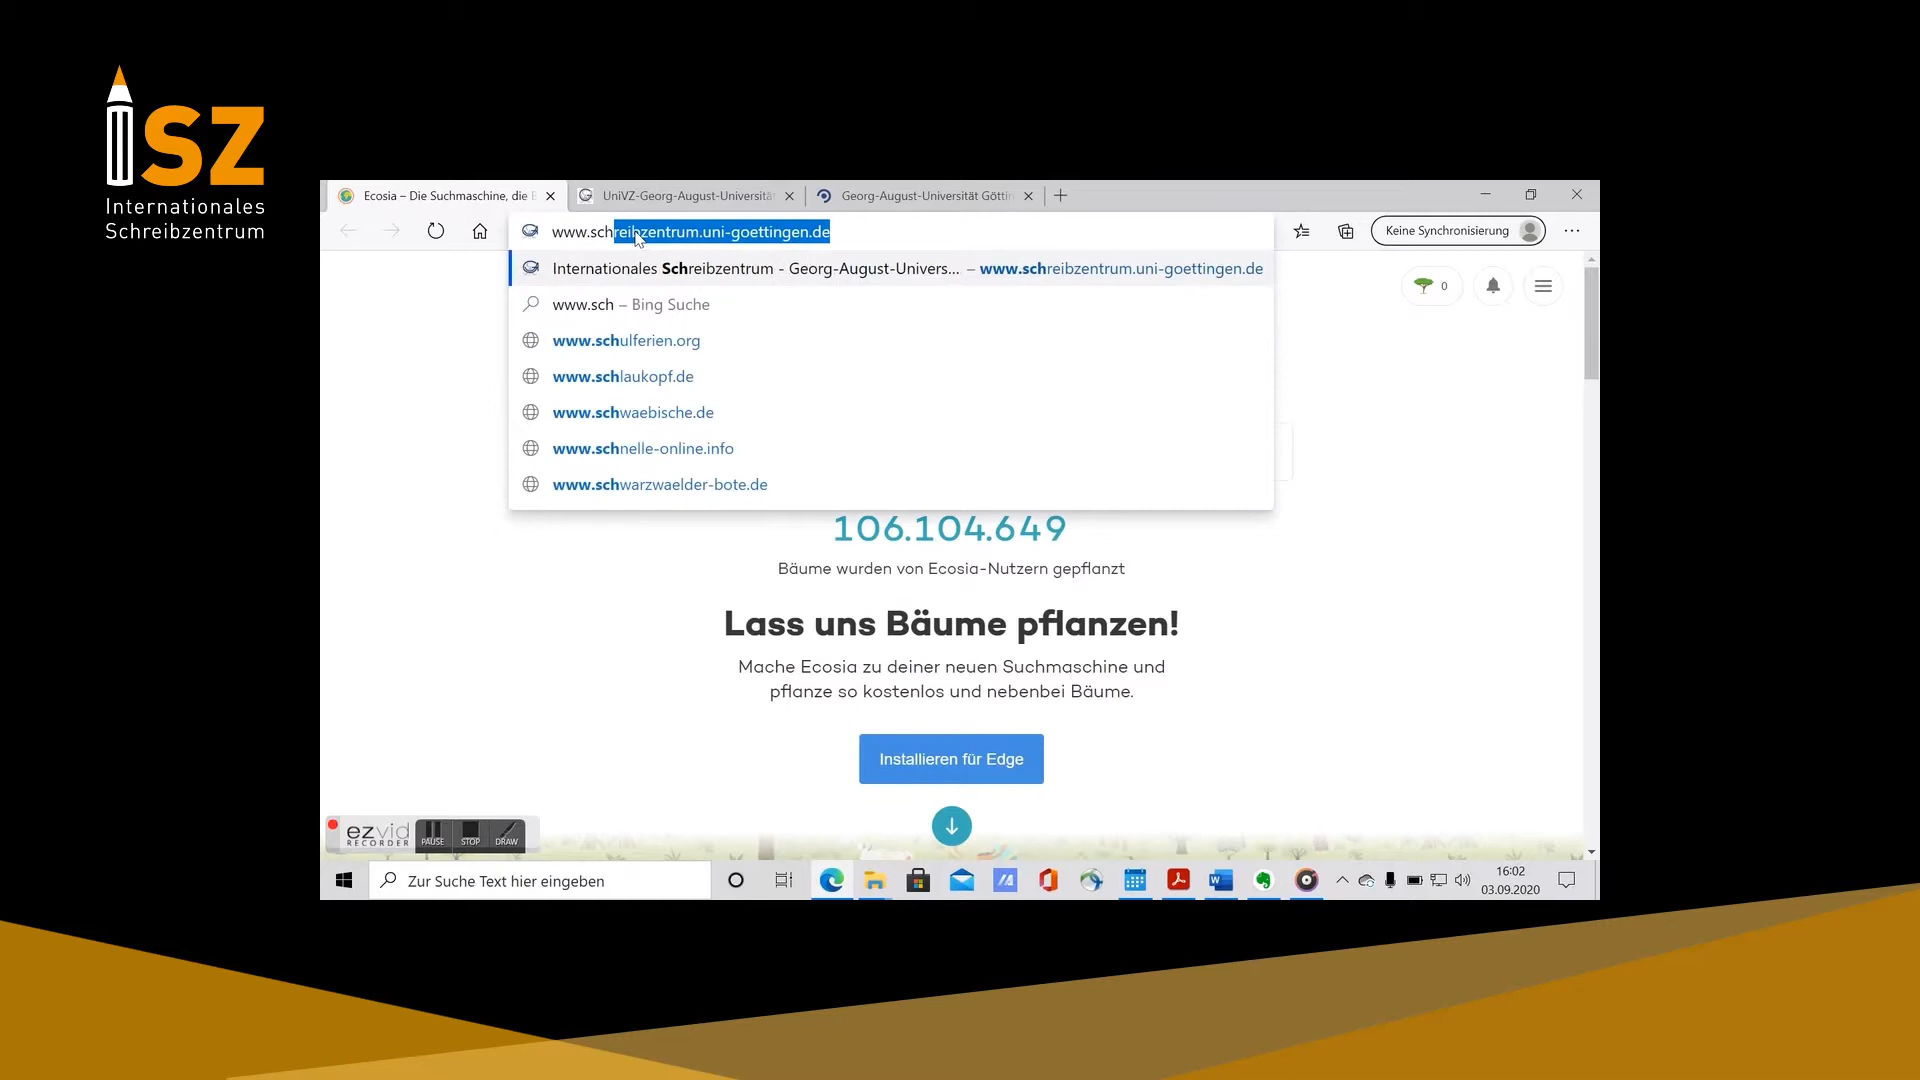 iSZ
Internationales
Schreibzentrum
Ecosia – Die Suchmaschine, die B
UniVZ-Georg-August-Universitä
Georg-August-Universität Göttin
www.schreibzentrum.uni-goettingen.de
Keine Synchronisierung
Internationales Schreibzentrum - Georg-August-Univers... – www.schreibzentrum.uni-goettingen.de
0
www.sch – Bing Suche
www.schulferien.org
www.schlaukopf.de
www.schwaebische.de
www.schnelle-online.info
www.schwarzwaelder-bote.de
106.104.649
Bäume wurden von Ecosia-Nutzern gepflanzt
Lass uns Bäume pflanzen!
Mache Ecosia zu deiner neuen Suchmaschine und
pflanze so kostenlos und nebenbei Bäume.
Installieren für Edge
ezvid
RECORDER
PAUSE STOP DRAW
Zur Suche Text hier eingeben
16:02
03.09.2020